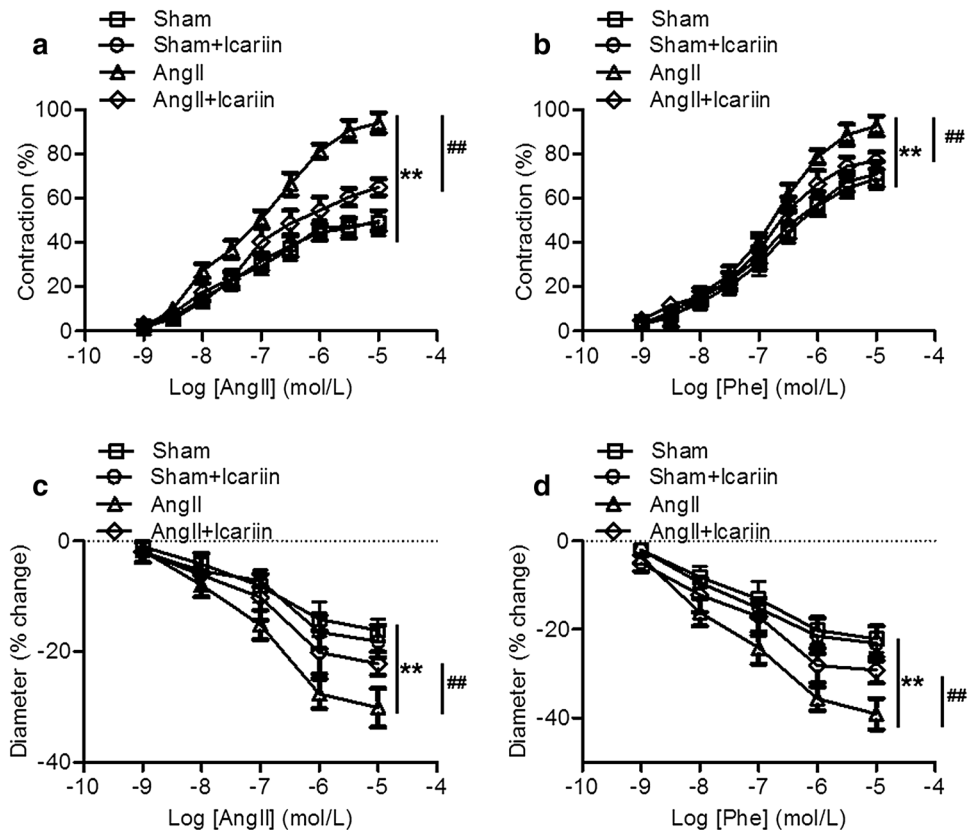 a
Sham
Sham+Icariin
AngII
AngII+Icariin
100
80
60
40
20
0
Contraction (%)
-10 -9 -8 -7 -6 -5 -4
Log [AngII] (mol/L)
**
##
b
Sham
Sham+Icariin
AngII
AngII+Icariin
100
80
60
40
20
0
Contraction (%)
-10 -9 -8 -7 -6 -5 -4
Log [Phe] (mol/L)
**
##
c
Sham
Sham+Icariin
AngII
AngII+Icariin
0
-20
-40
Diameter (% change)
-10 -9 -8 -7 -6 -5 -4
Log [AngII] (mol/L)
**
##
d
Sham
Sham+Icariin
AngII
AngII+Icariin
0
-20
-40
Diameter (% change)
-10 -9 -8 -7 -6 -5 -4
Log [Phe] (mol/L)
**
##